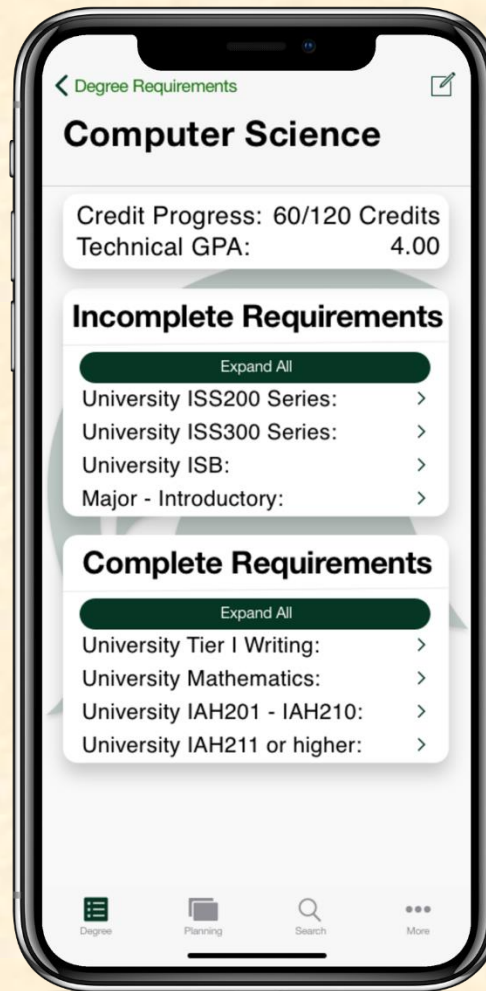 Degree Requirements
Computer Science
Credit Progress: 60/120 Credits
Technical GPA: 4.00
Incomplete Requirements
Expand All
University ISS200 Series:
University ISS300 Series:
University ISB:
Major - Introductory:
Complete Requirements
Expand All
University Tier I Writing:
University Mathematics:
University IAH201 - IAH210:
University IAH211 or higher:
Degree Planning Search More